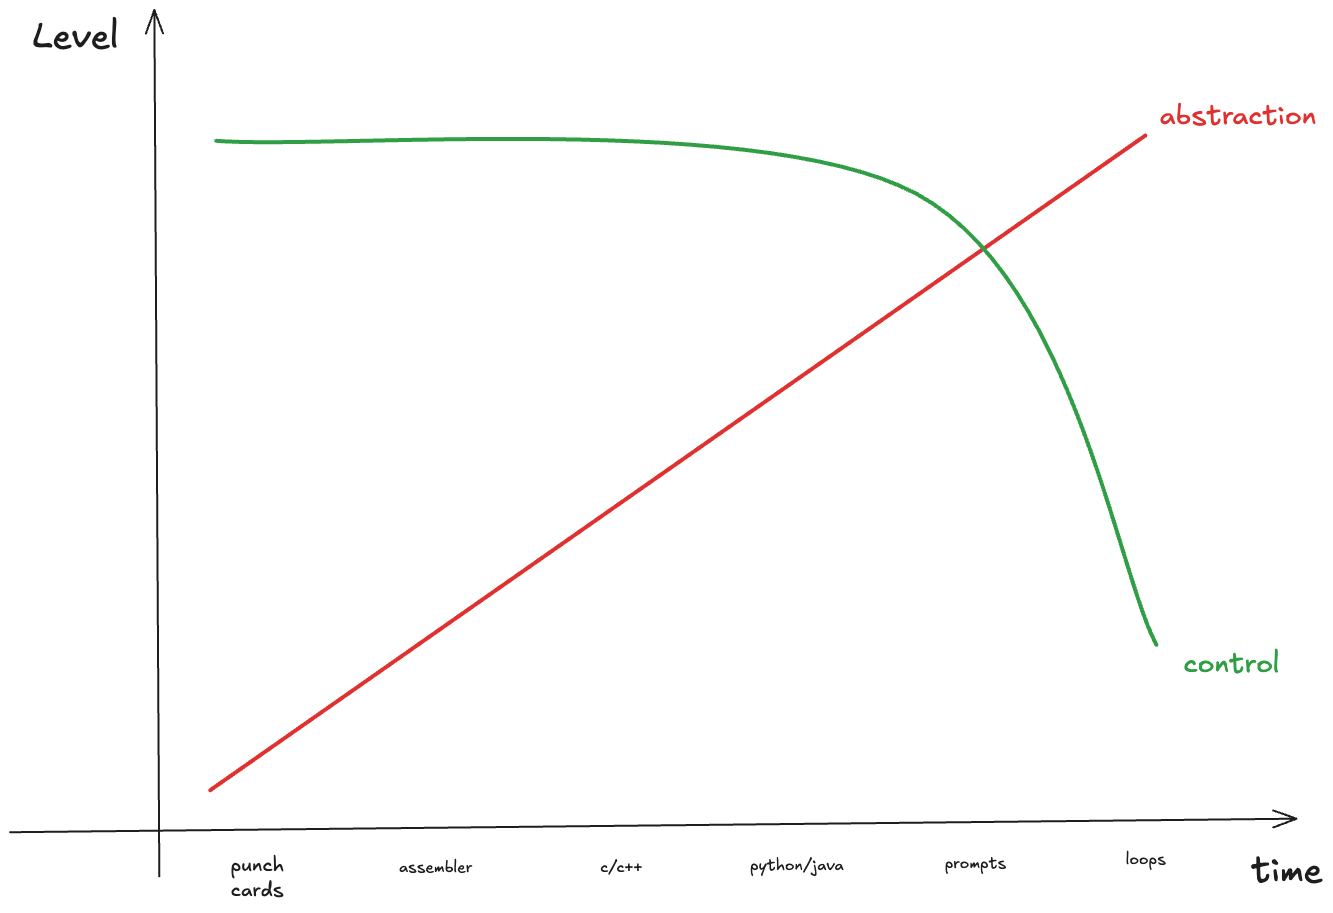 Level
abstraction
control
punch
cards
assembler
c/c++
python/java
prompts
loops
time